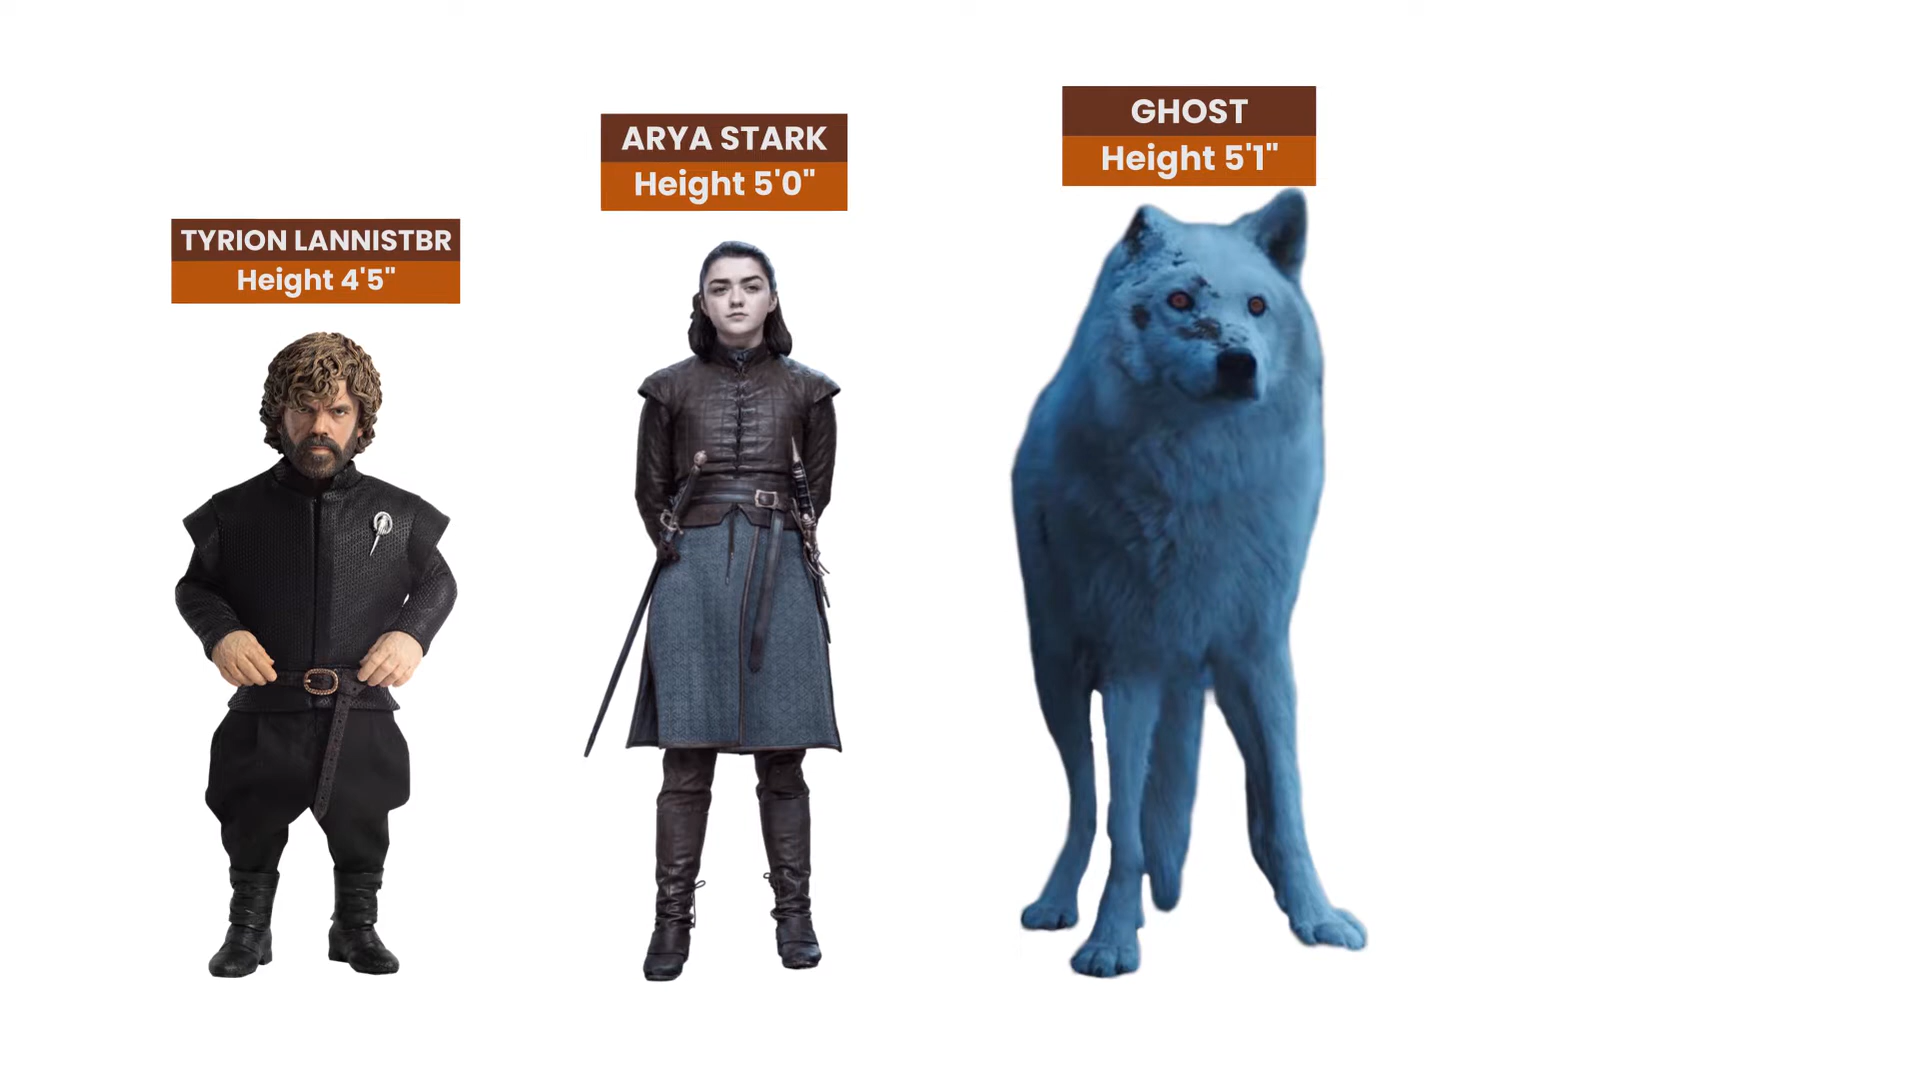 TYRION LANNISTBR
Height 4'5"
ARYA STARK
Height 5'0"
GHOST
Height 5'1"